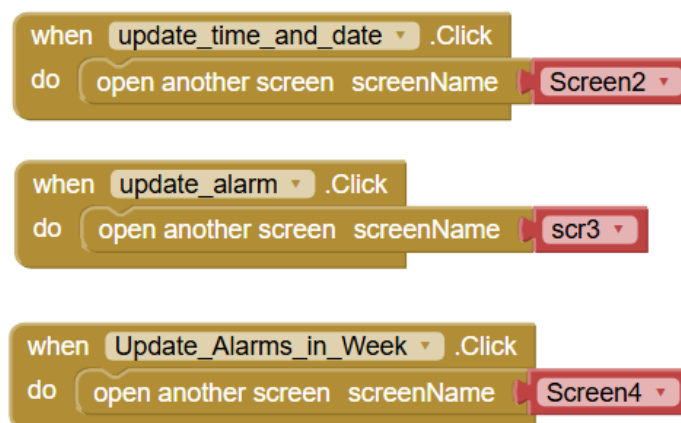 when update_time_and_date .Click
do open another screen screenName Screen2
when update_alarm .Click
do open another screen screenName scr3
when Update_Alarms_in_Week .Click
do open another screen screenName Screen4